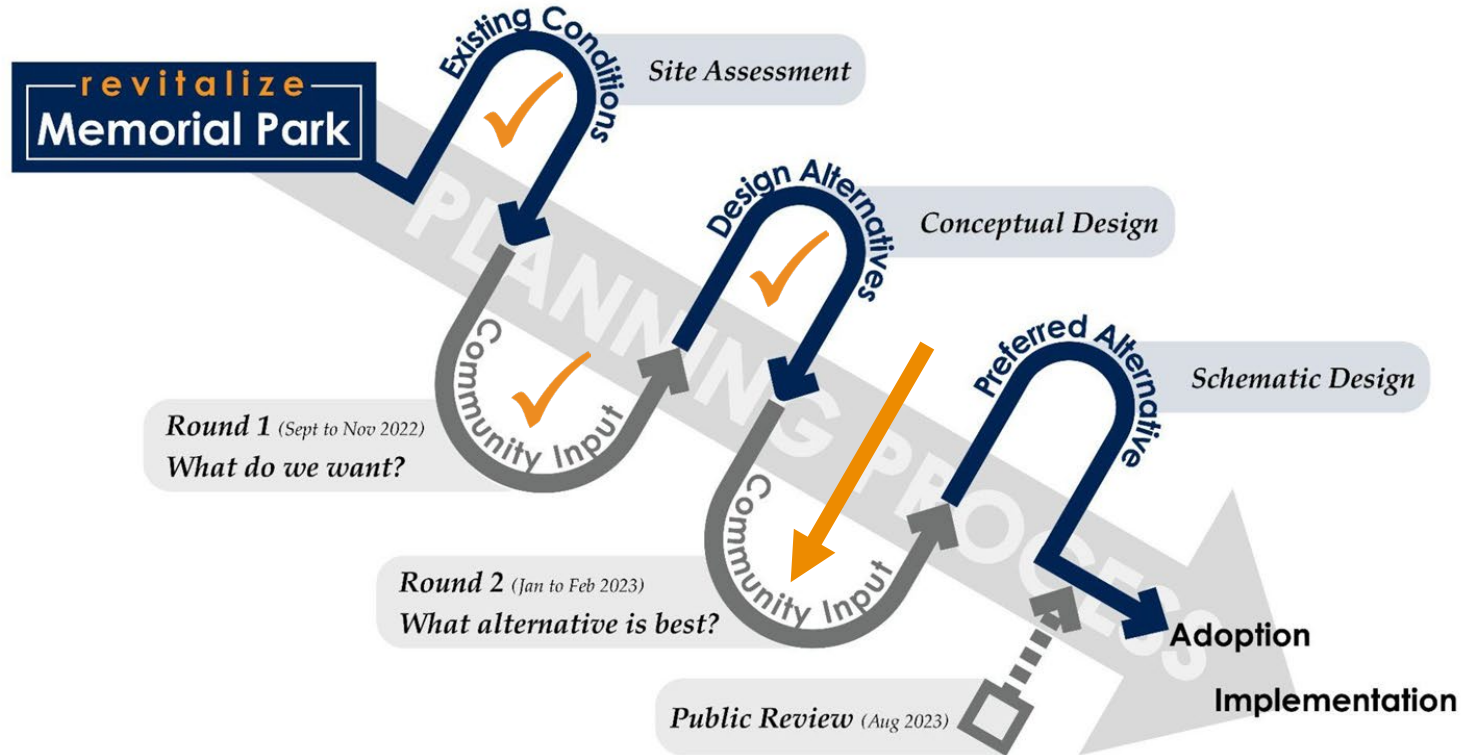 revitalize
Memorial Park
Existing Conditions
Site Assessment
PLANNING PROCESS
Community Input
Round 1 (Sept to Nov 2022)
What do we want?
Design Alternatives
Conceptual Design
Community Input
Round 2 (Jan to Feb 2023)
What alternative is best?
Preferred Alternative
Schematic Design
Public Review (Aug 2023)
Adoption
Implementation